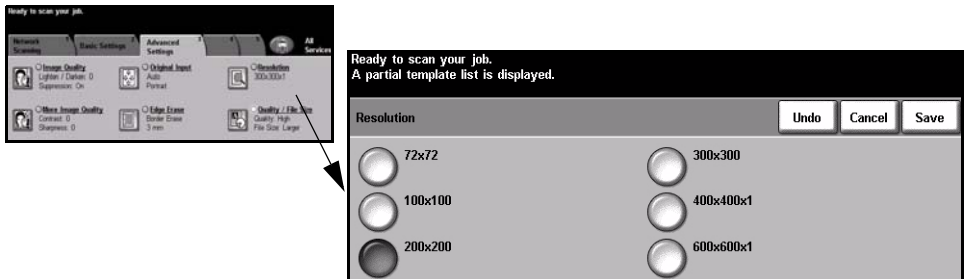 Ready to scan your job.
Network Scanning
Basic Settings
Advanced Settings
All Services
Image Quality
Lighten / Darken: 0
Suppression: On
Original Input
Auto
Portrait
Resolution
300x300x1
More Image Quality
Contrast: 0
Sharpness: 0
Edge Erase
Border Erase
3 mm
Quality / File Size
Quality: High
File Size: Larger
Ready to scan your job.
A partial template list is displayed.
Resolution
Undo
Cancel
Save
72x72
300x300
100x100
400x400x1
200x200
600x600x1